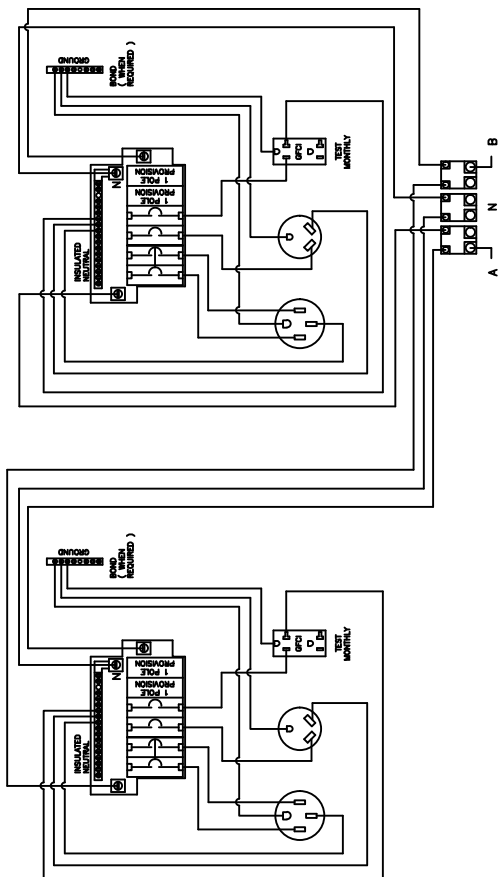 GROUND
BOND
( WHEN
REQUIRED )
INSULATED
NEUTRAL
N
1 POLE
PROVISION
1 POLE
PROVISION
GFCI
TEST
MONTHLY
B
N
A
GROUND
BOND
( WHEN
REQUIRED )
INSULATED
NEUTRAL
N
1 POLE
PROVISION
1 POLE
PROVISION
GFCI
TEST
MONTHLY